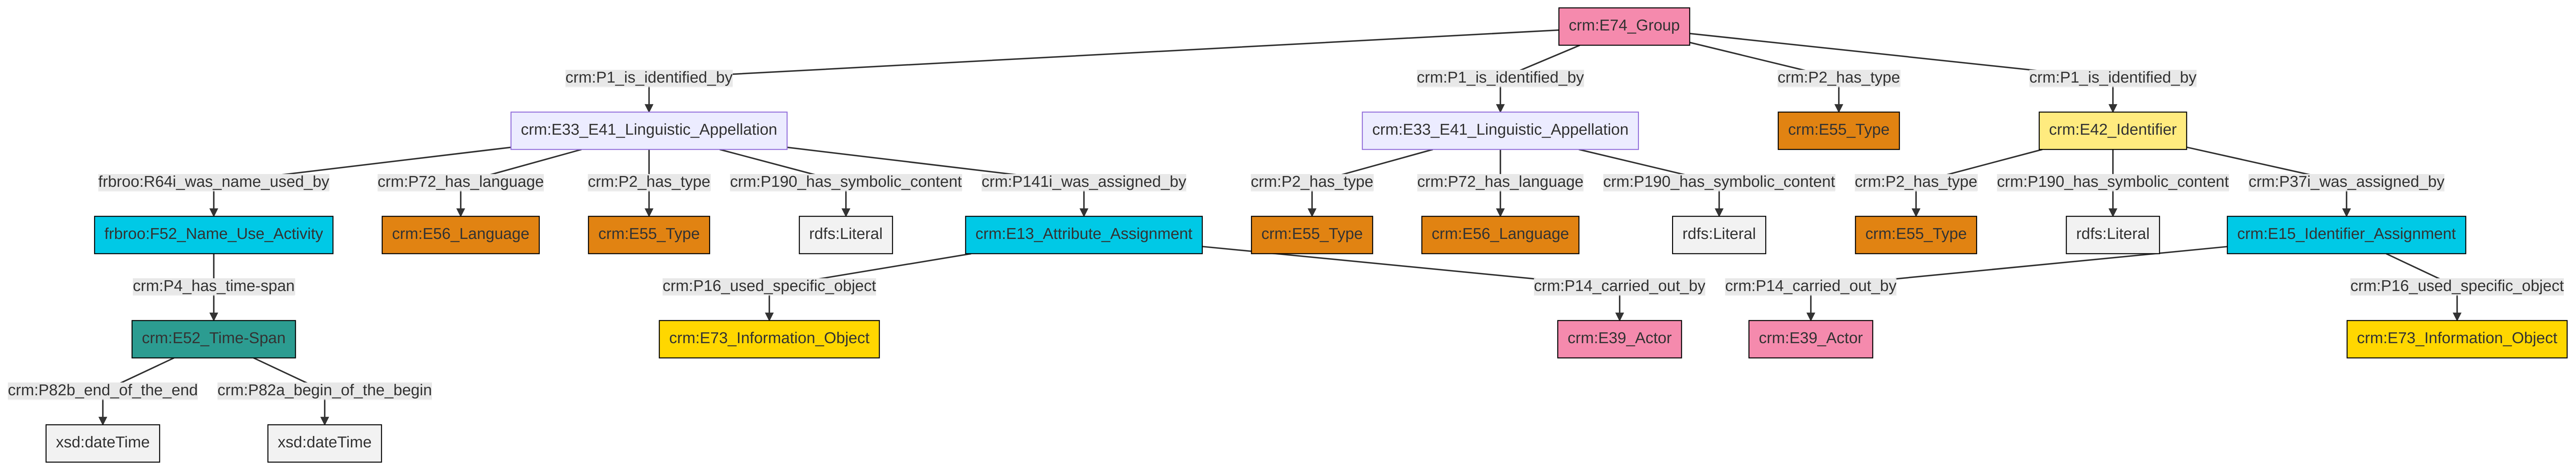 crm:E74_Group
crm:P1_is_identified_by
crm:P1_is_identified_by
crm:P2_has_type
crm:P1_is_identified_by
crm:E33_E41_Linguistic_Appellation
crm:E33_E41_Linguistic_Appellation
crm:E55_Type
crm:E42_Identifier
frbroo:R64i_was_name_used_by
crm:P72_has_language
crm:P2_has_type
crm:P190_has_symbolic_content
crm:P141i_was_assigned_by
crm:P2_has_type
crm:P72_has_language
crm:P190_has_symbolic_content
crm:P2_has_type
crm:P190_has_symbolic_content
crm:P37i_was_assigned_by
frbroo:F52_Name_Use_Activity
crm:E56_Language
crm:E55_Type
rdfs:Literal
crm:E13_Attribute_Assignment
crm:E55_Type
crm:E56_Language
rdfs:Literal
crm:E55_Type
rdfs:Literal
crm:E15_Identifier_Assignment
crm:P4_has_time-span
crm:P16_used_specific_object
crm:P14_carried_out_by
crm:P14_carried_out_by
crm:P16_used_specific_object
crm:E52_Time-Span
crm:E73_Information_Object
crm:E39_Actor
crm:E39_Actor
crm:E73_Information_Object
crm:P82b_end_of_the_end
crm:P82a_begin_of_the_begin
xsd:dateTime
xsd:dateTime